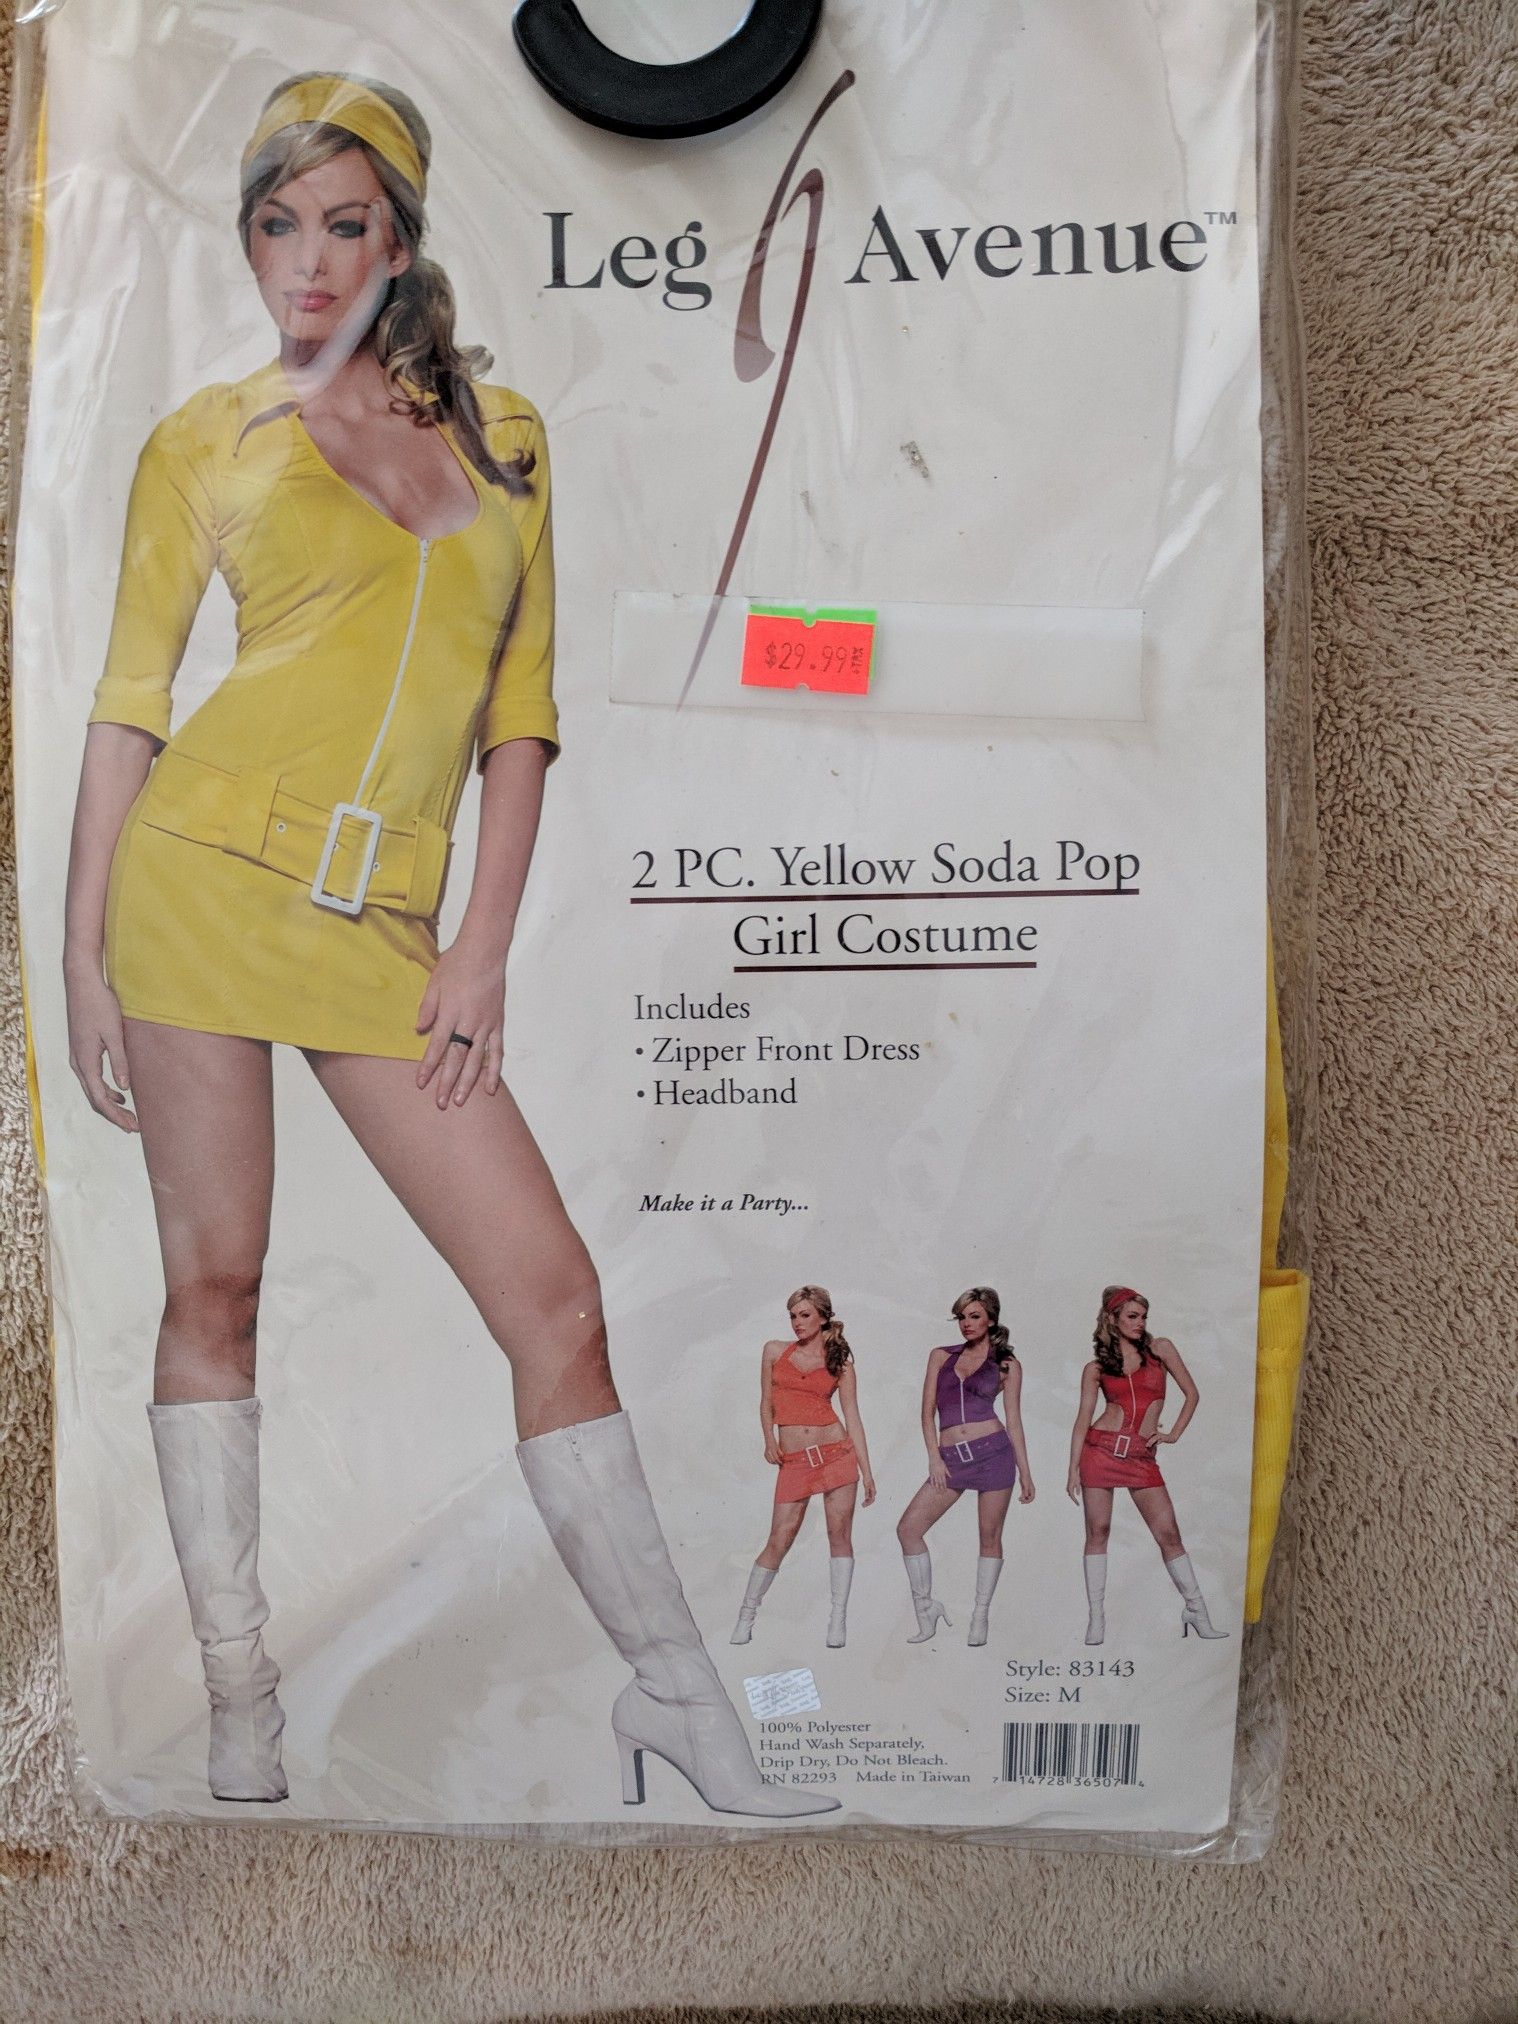 Leg Avenue™
$29.99 +TAX
2 PC. Yellow Soda Pop
Girl Costume
Includes
• Zipper Front Dress
• Headband
Make it a Party...
Style: 83143
Size: M
100% Polyester
Hand Wash Separately,
Drip Dry, Do Not Bleach.
RN 82293 Made in Taiwan
7 14728 36507 4